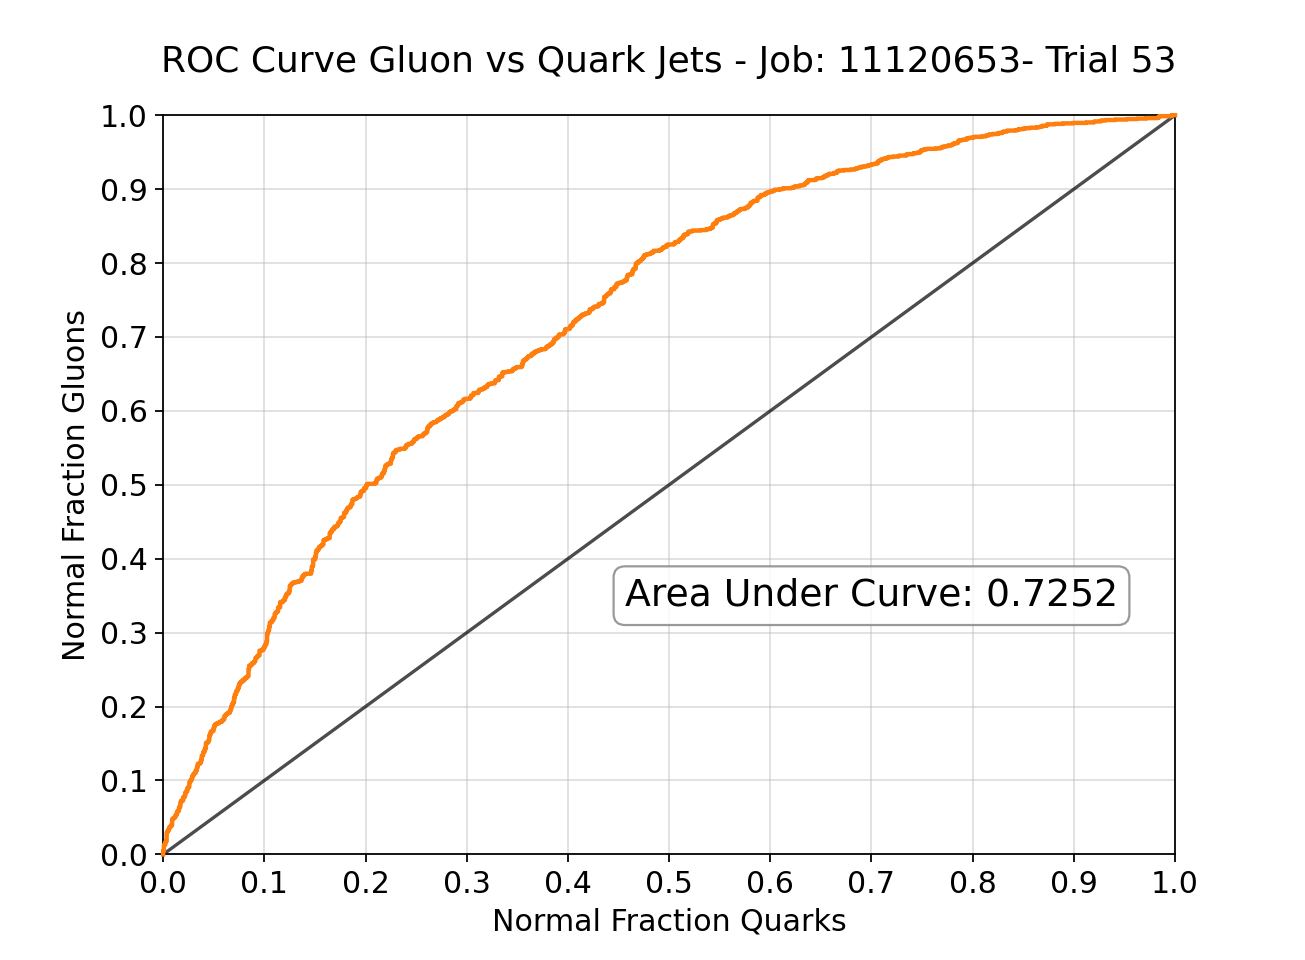 ROC Curve Gluon vs Quark Jets - Job: 11120653- Trial 53
1.0
0.9
0.8
0.7
0.6
0.5
0.4
0.3
0.2
0.1
0.0
Normal Fraction Gluons
Area Under Curve: 0.7252
0.0 0.1 0.2 0.3 0.4 0.5 0.6 0.7 0.8 0.9 1.0
Normal Fraction Quarks